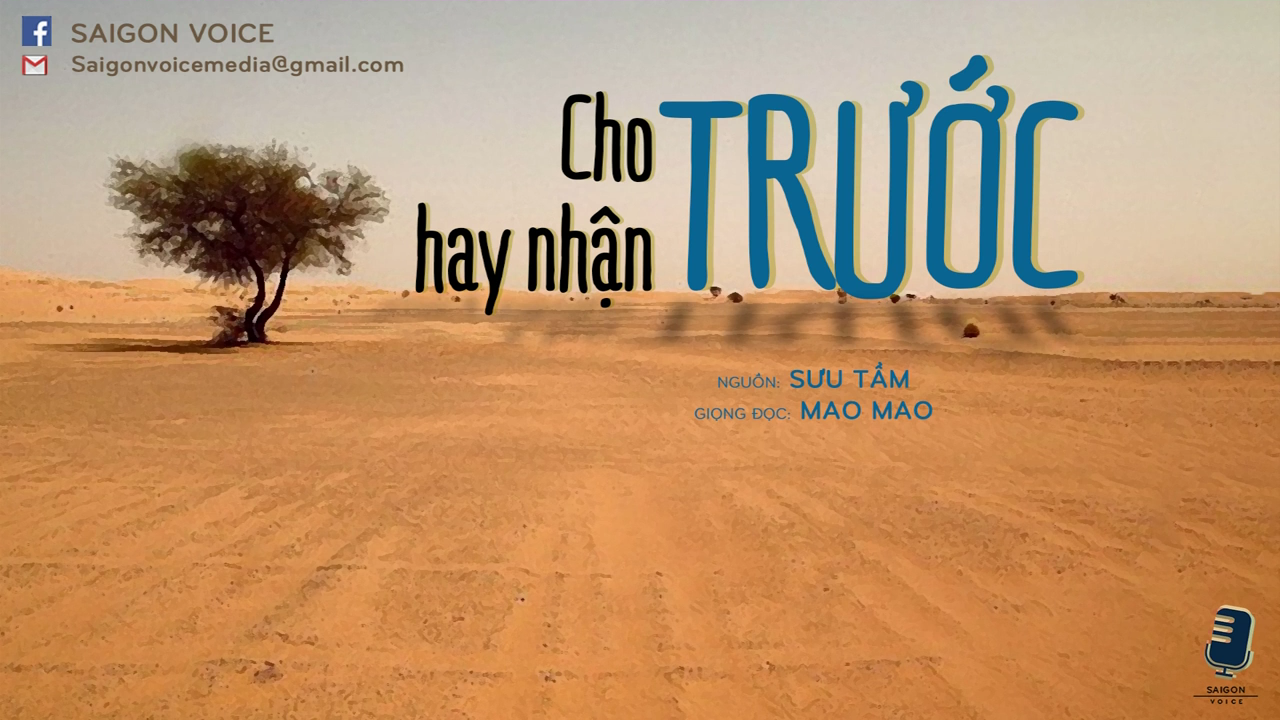 SAIGON VOICE
Saigonvoicemedia@gmail.com
Cho TRƯỚC
hay nhận
NGUỒN: SƯU TẦM
GIỌNG ĐỌC: MAO MAO
SAIGON
VOICE